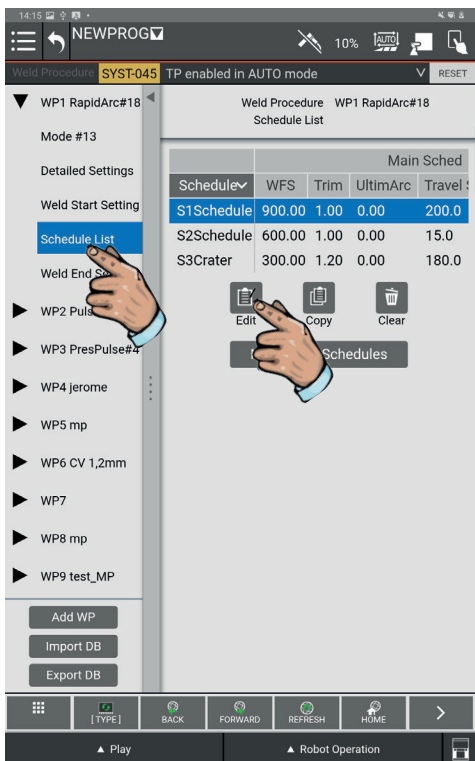 14:15
NEWPROG
10%
AUTO
Weld Procedure SYST-045 TP enabled in AUTO mode RESET
WP1 RapidArc#18
Mode #13
Detailed Settings
Weld Start Setting
Schedule List
Weld End
WP2 Puls
WP3 PresPulse#4
WP4 jerome
WP5 mp
WP6 CV 1,2mm
WP7
WP8 mp
WP9 test_MP
Add WP
Import DB
Export DB
Weld Procedure WP1 RapidArc#18
Schedule List
Main Sched
Schedule WFS Trim UltimArc Travel
S1Schedule 900.00 1.00 0.00 200.0
S2Schedule 600.00 1.00 0.00 15.0
S3Crater 300.00 1.20 0.00 180.0
Edit Copy Clear
Schedules
[TYPE] BACK FORWARD REFRESH HOME
Play Robot Operation